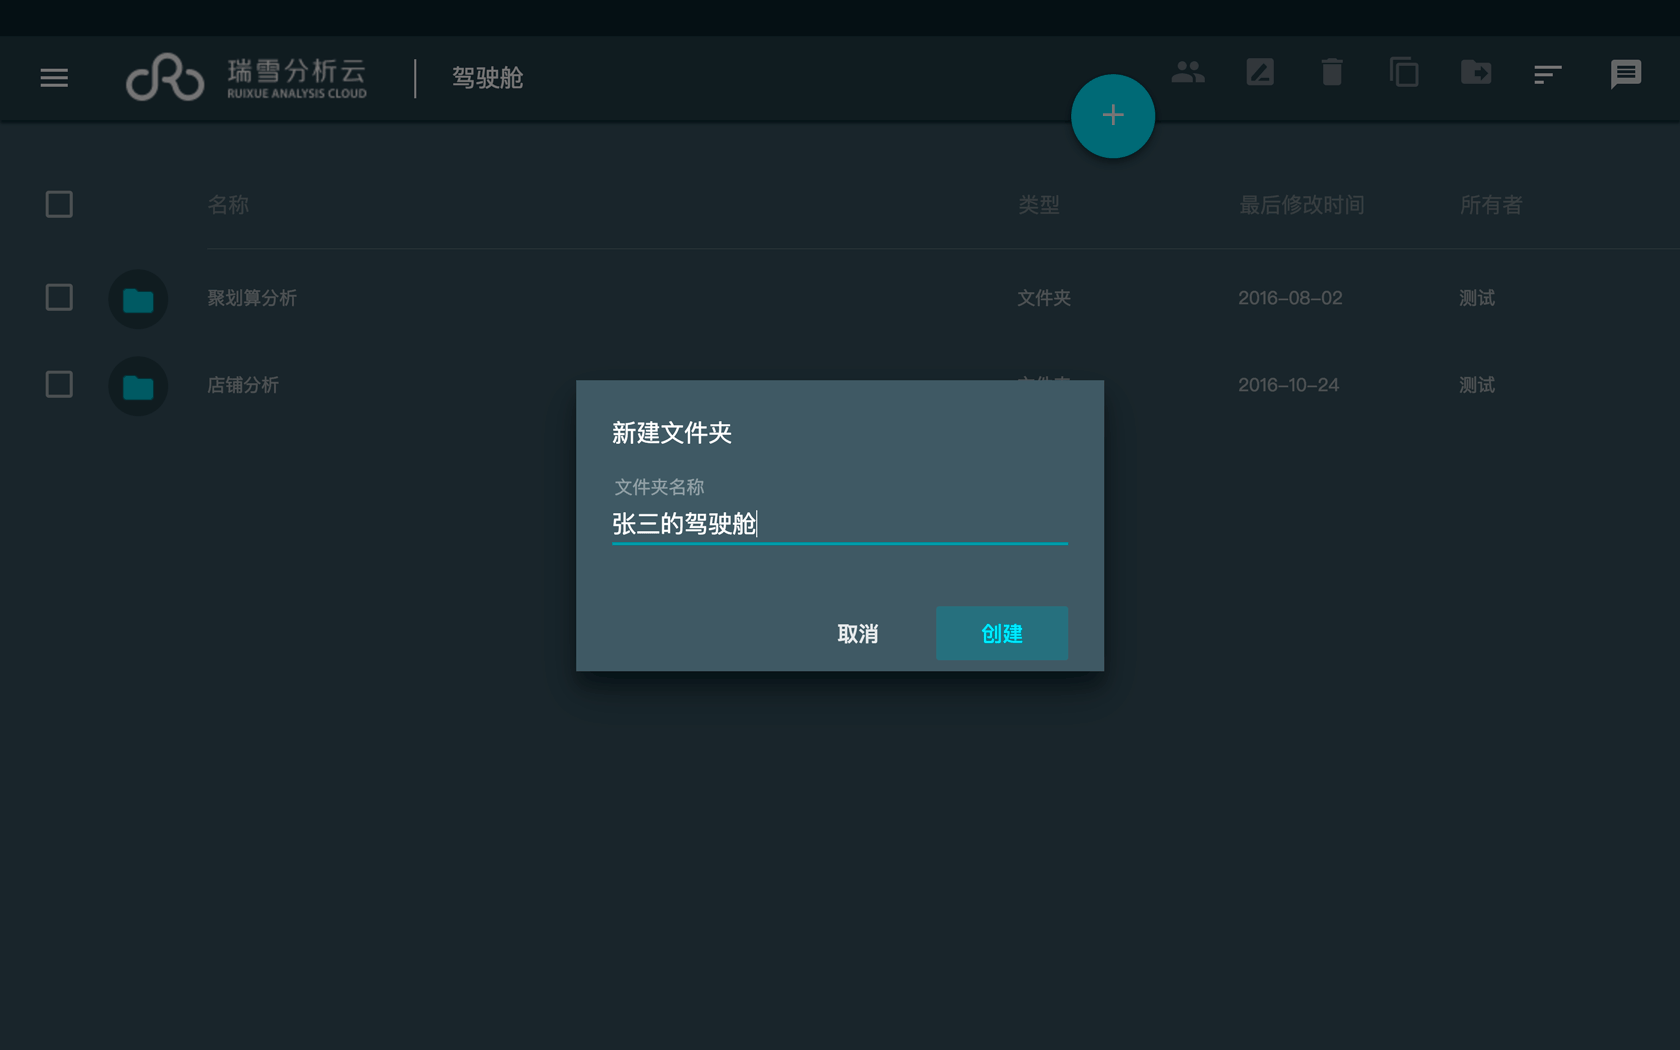 瑞雪分析云
RUIXUE ANALYSIS CLOUD
驾驶舱
名称 类型 最后修改时间 所有者
聚划算分析 文件夹 2016-08-02 测试
店铺分析 文件夹 2016-10-24 测试
新建文件夹
文件夹名称
张三的驾驶舱
取消 创建